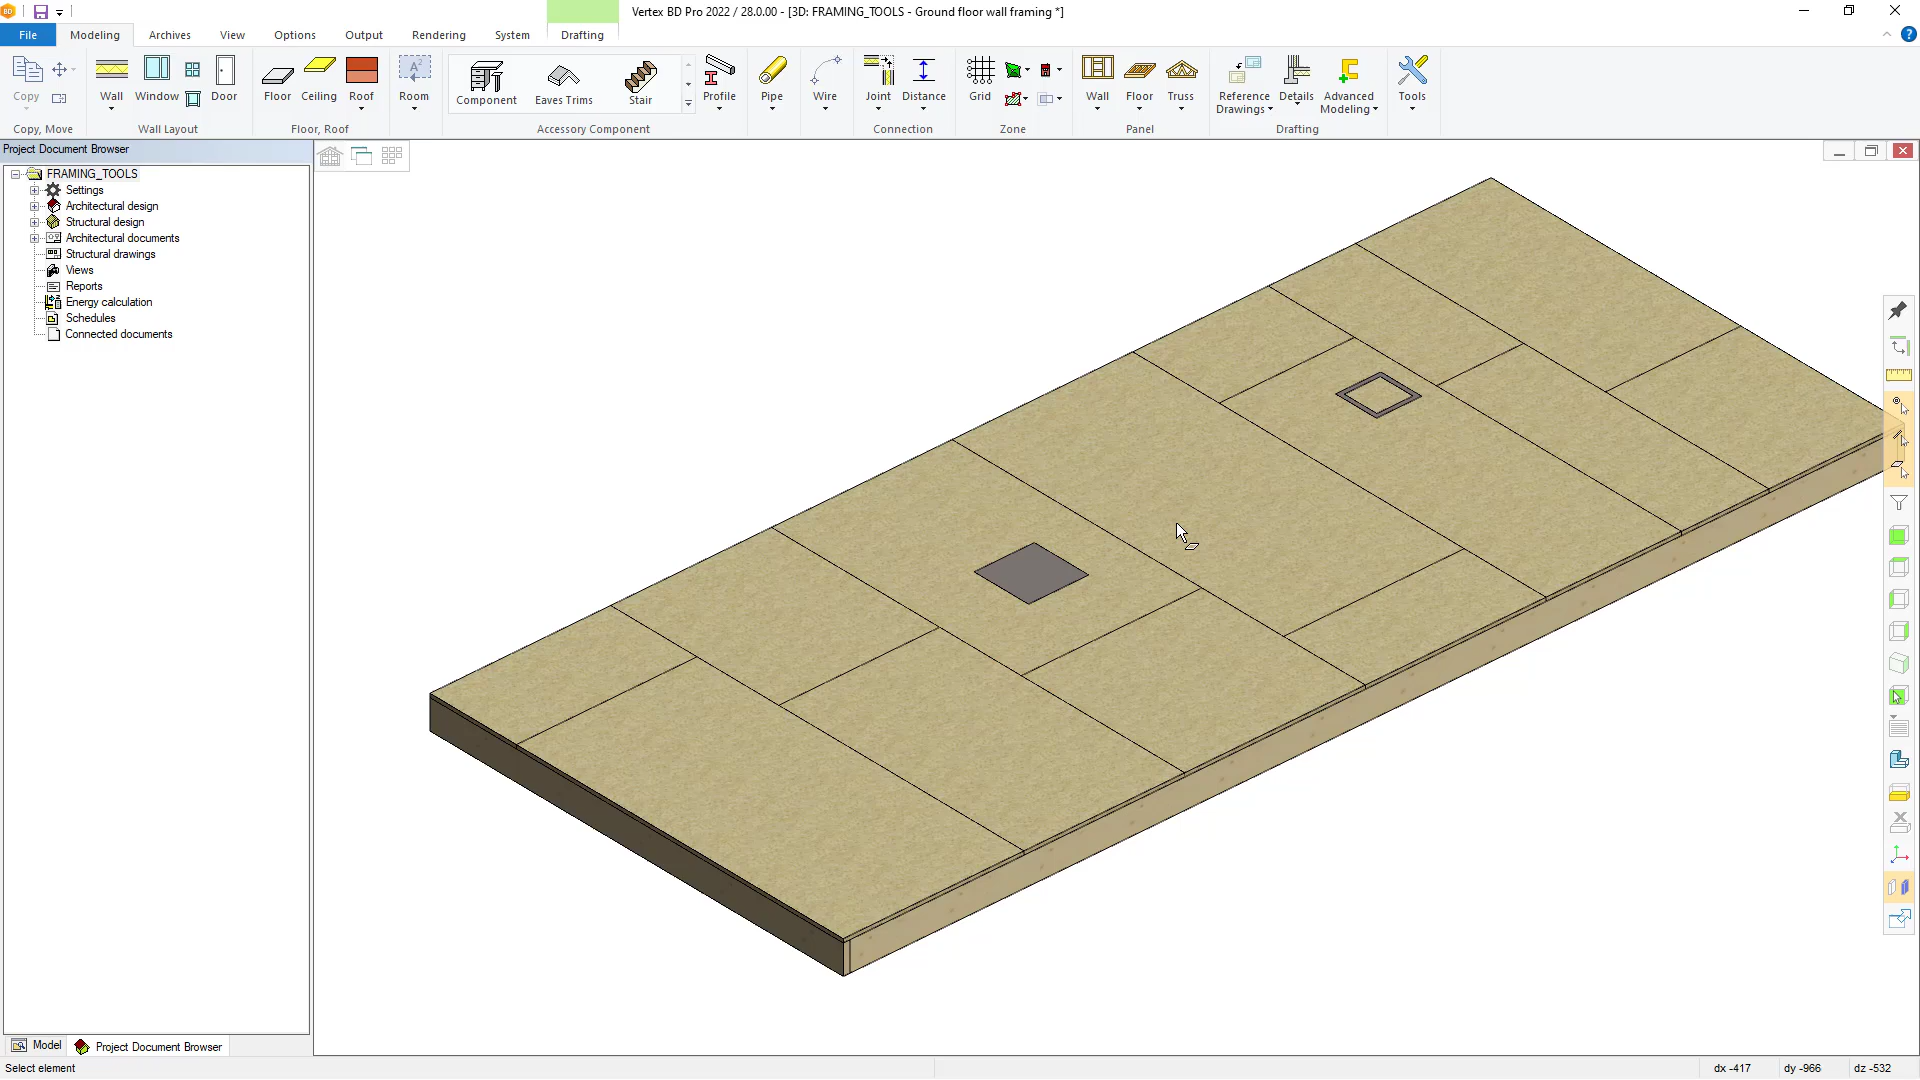 BD
Vertex BD Pro 2022 / 28.0.00 - [3D: FRAMING_TOOLS - Ground floor wall framing *]
File Modeling Archives View Options Output Rendering System Drafting
Copy Wall Window Door Floor Ceiling Roof Room Component Eaves Trims Stair Profile Pipe Wire Joint Distance Grid Wall Floor Truss Reference Drawings Details Advanced Modeling Tools
Copy, Move Wall Layout Floor, Roof Accessory Component Connection Zone Panel Drafting
Project Document Browser
FRAMING_TOOLS
Settings
Architectural design
Structural design
Architectural documents
Structural drawings
Views
Reports
Energy calculation
Schedules
Connected documents
Model Project Document Browser
Select element dx -417 dy -966 dz -532